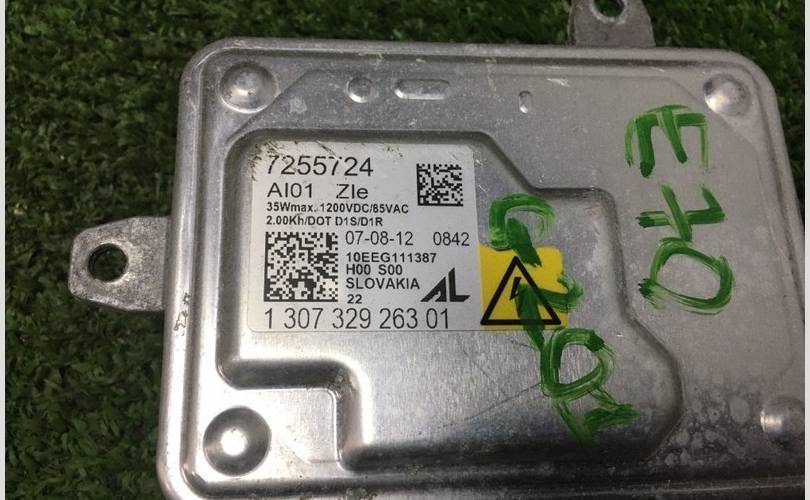 7255724
AI01 ZIe
35Wmax. 1200VDC/85VAC
2.00Kh/DOT D1S/D1R
07-08-12 0842
10EEG111387
H00 S00
SLOVAKIA
22
AL
1 307 329 263 01
E70